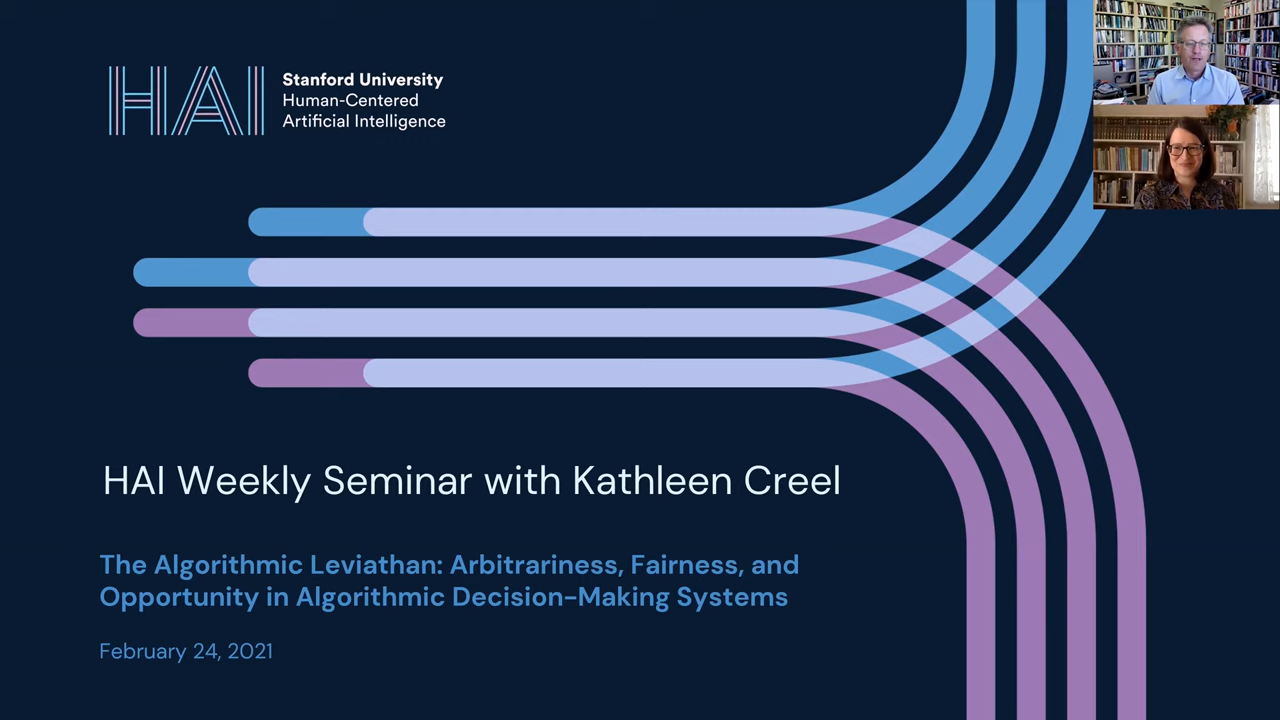 HAI
Stanford University
Human-Centered
Artificial Intelligence
HAI Weekly Seminar with Kathleen Creel
The Algorithmic Leviathan: Arbitrariness, Fairness, and
Opportunity in Algorithmic Decision-Making Systems
February 24, 2021